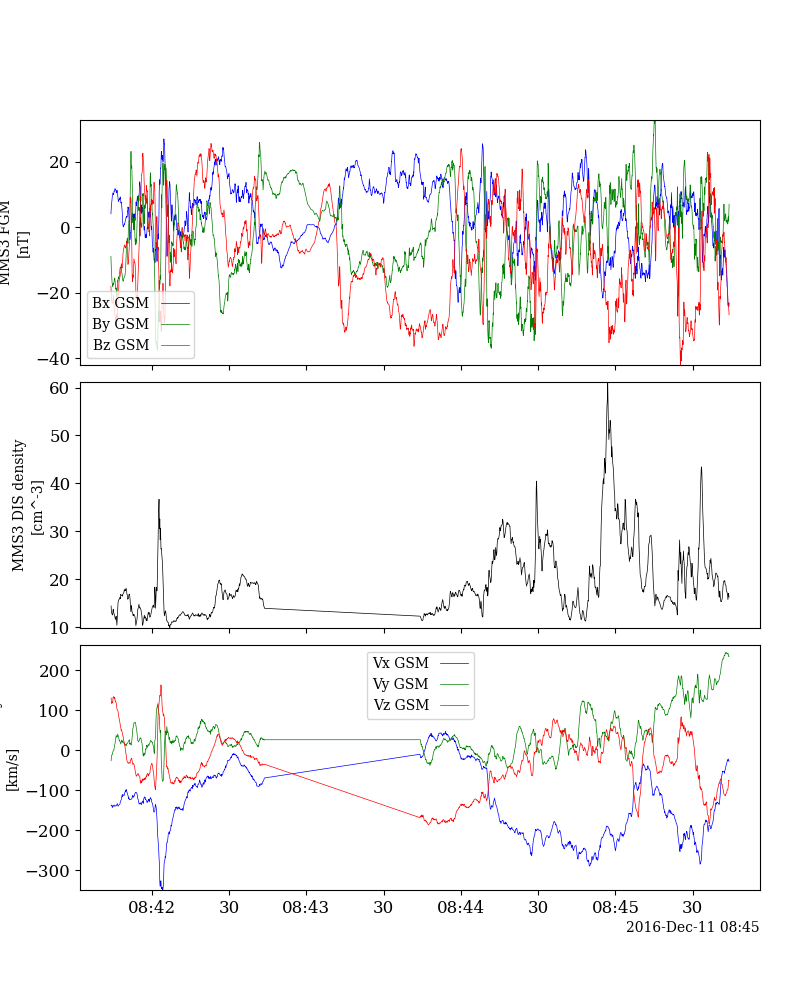 MMS3 FGM
[nT]
20
0
−20
−40
Bx GSM
By GSM
Bz GSM
MMS3 DIS density
[cm^-3]
60
50
40
30
20
10
[km/s]
200
100
0
−100
−200
−300
Vx GSM
Vy GSM
Vz GSM
08:42
30
08:43
30
08:44
30
08:45
30
2016-Dec-11 08:45